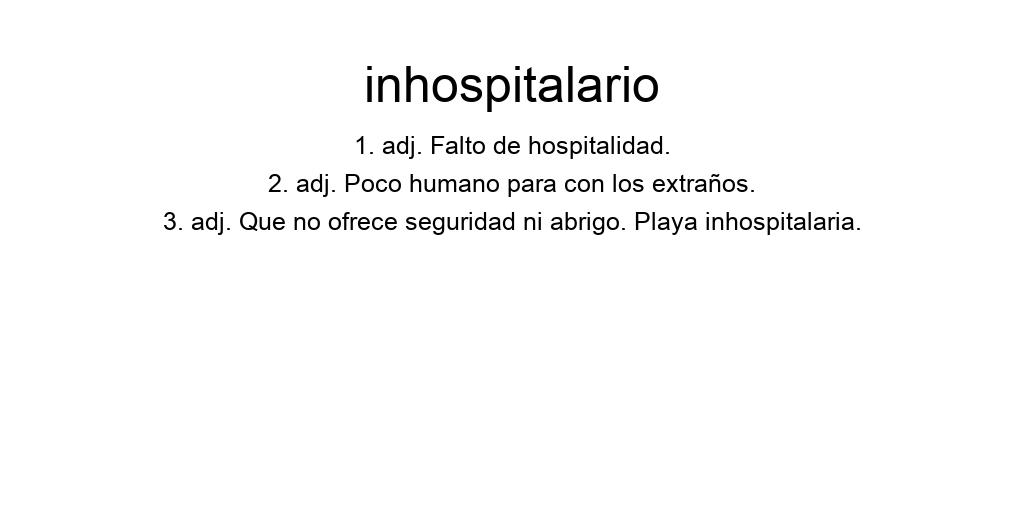 inhospitalario
1. adj. Falto de hospitalidad.
2. adj. Poco humano para con los extraños.
3. adj. Que no ofrece seguridad ni abrigo. Playa inhospitalaria.